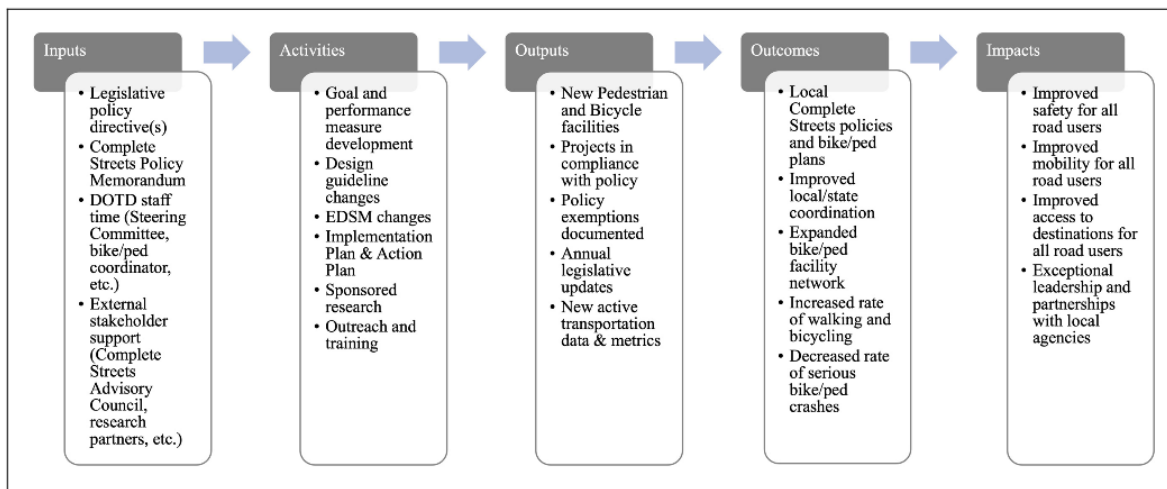 Inputs
• Legislative
policy
directive(s)
• Complete
Streets Policy
Memorandum
• DOTD staff
time (Steering
Committee,
bike/ped
coordinator,
etc.)
• External
stakeholder
support
(Complete
Streets
Advisory
Council,
research
partners, etc.)
Activities
• Goal and
performance
measure
development
• Design
guideline
changes
• EDSM changes
• Implementation
Plan & Action
Plan
• Sponsored
research
• Outreach and
training
Outputs
• New Pedestrian
and Bicycle
facilities
• Projects in
compliance
with policy
• Policy
exemptions
documented
• Annual
legislative
updates
• New active
transportation
data & metrics
Outcomes
• Local
Complete
Streets policies
and bike/ped
plans
• Improved
local/state
coordination
• Expanded
bike/ped
facility
network
• Increased rate
of walking and
bicycling
• Decreased rate
of serious
bike/ped
crashes
Impacts
• Improved
safety for all
road users
• Improved
mobility for all
road users
• Improved
access to
destinations for
all road users
• Exceptional
leadership and
partnerships
with local
agencies